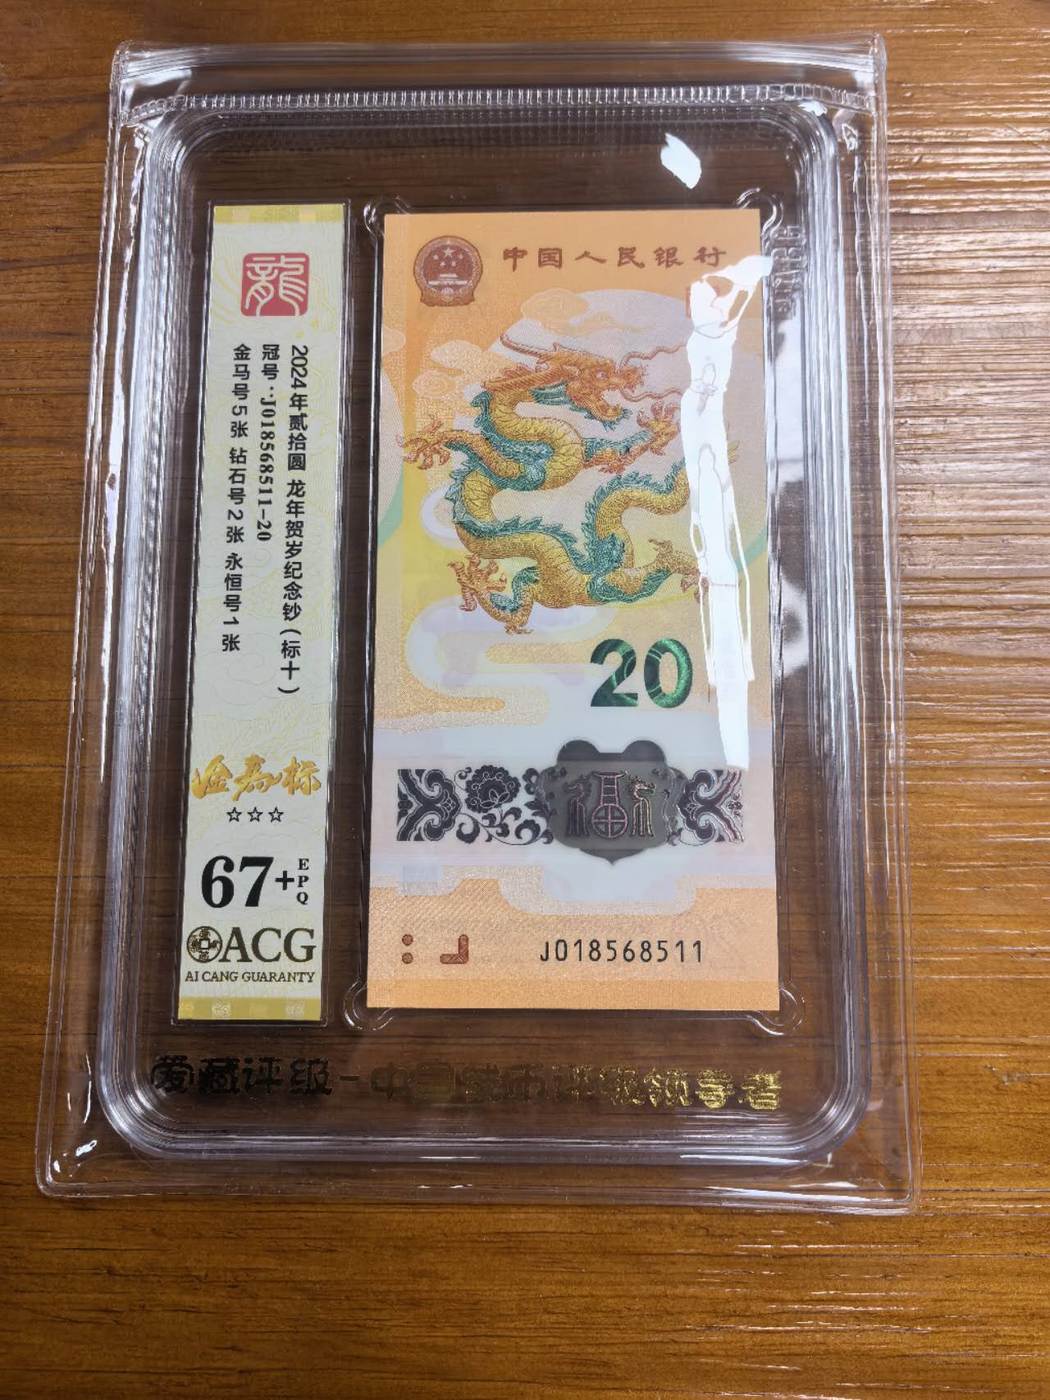 龍
2024年贰拾圆 龙年贺岁纪念钞(标十)
冠号:J018568511-20
金马号5张 钻石号2张 永恒号1张
金嘉标
☆☆☆
67+EPQ
ACG
AI CANG GUARANTY
中国人民银行
20
J018568511
爱藏评级-中国钱币评级领导者